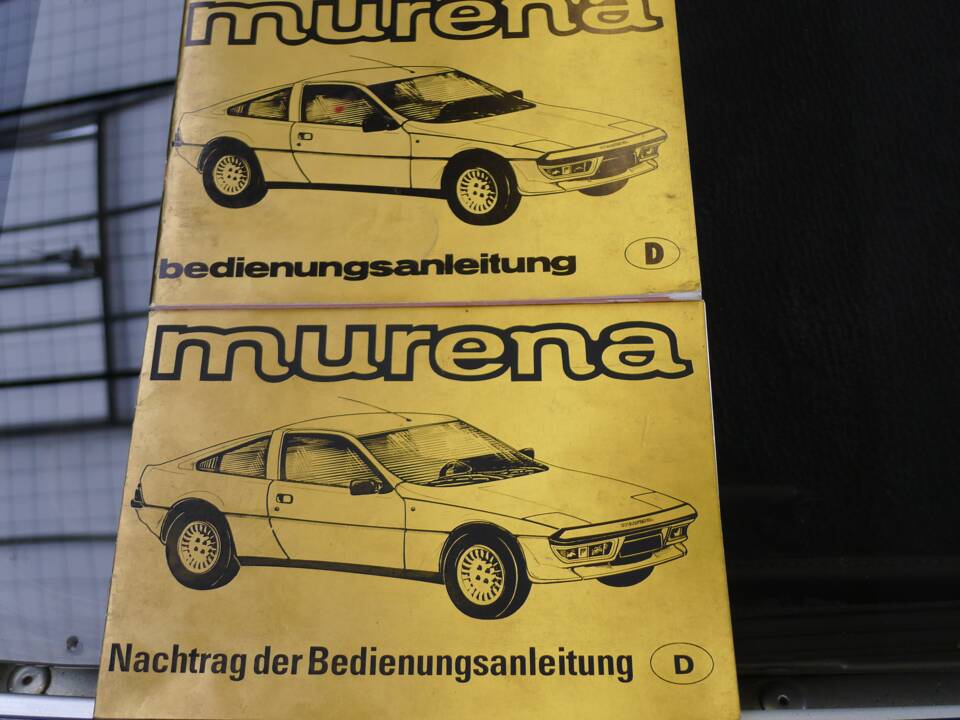 murena
bedienungsanleitung
D
murena
Nachtrag der Bedienungsanleitung
D